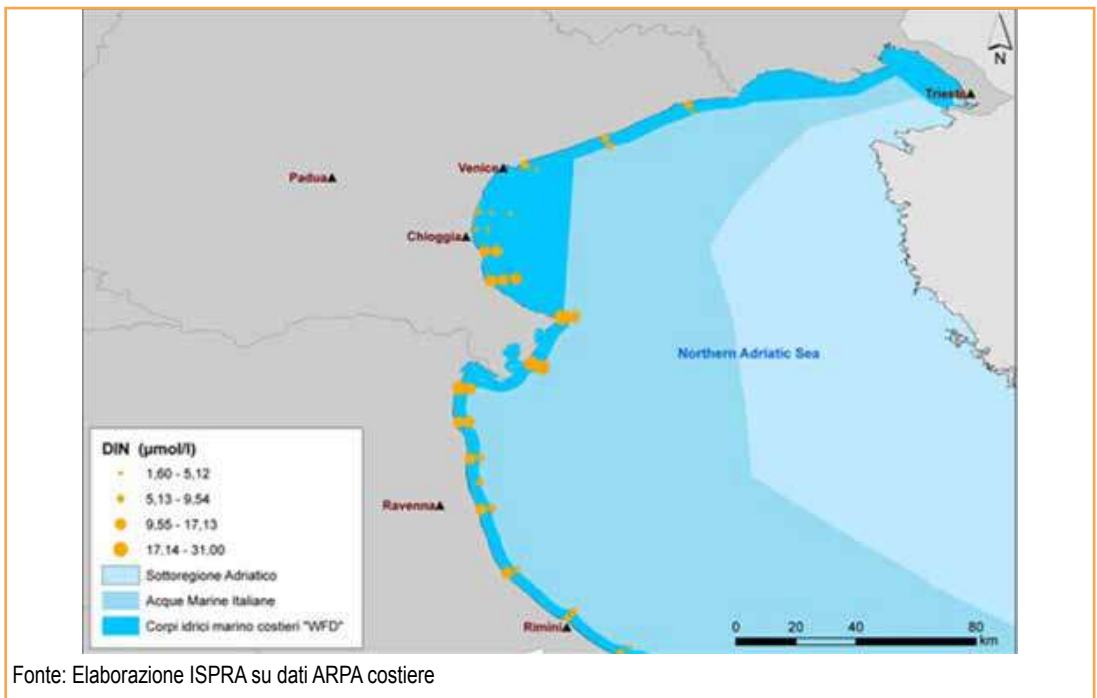 N
Trieste
Venice
Padua
Chioggia
Northern Adriatic Sea
DIN (µmol/l)
1,60 - 5,12
5,13 - 9,54
9,55 - 17,13
17,14 - 31,00
Sottoregione Adriatico
Acque Marine Italiane
Corpi idrici marino costieri "WFD"
Ravenna
Rimini
0 20 40 80
km
Fonte: Elaborazione ISPRA su dati ARPA costiere